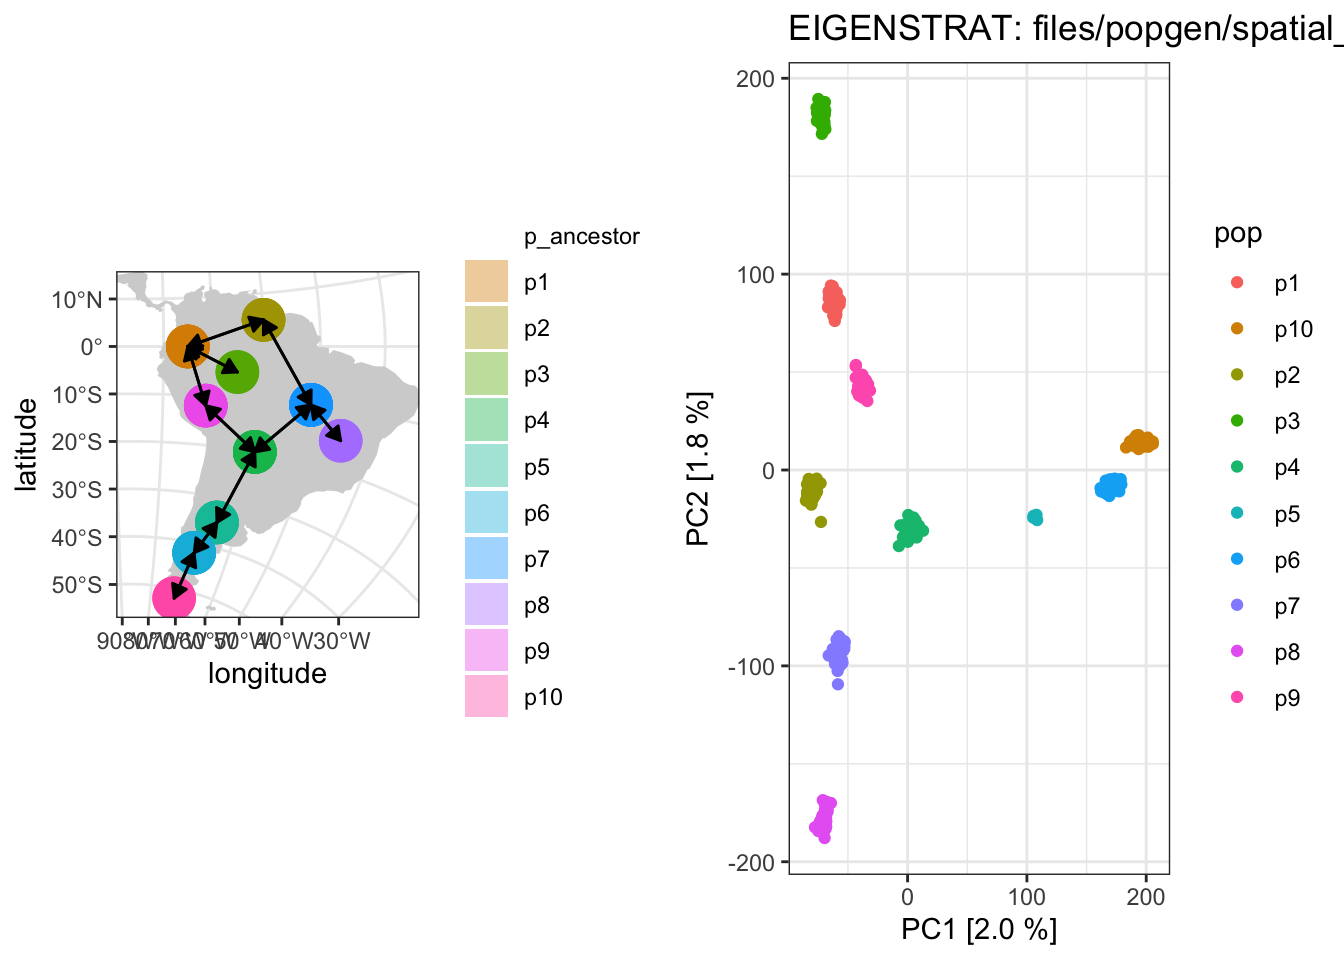 EIGENSTRAT: files/popgen/spatial_
10°N
0°
10°S
20°S
30°S
40°S
50°S
40°W
30°W
latitude
longitude
p_ancestor
p1
p2
p3
p4
p5
p6
p7
p8
p9
p10
200
100
0
-100
-200
PC2 [1.8 %]
0
100
200
PC1 [2.0 %]
pop
p1
p10
p2
p3
p4
p5
p6
p7
p8
p9